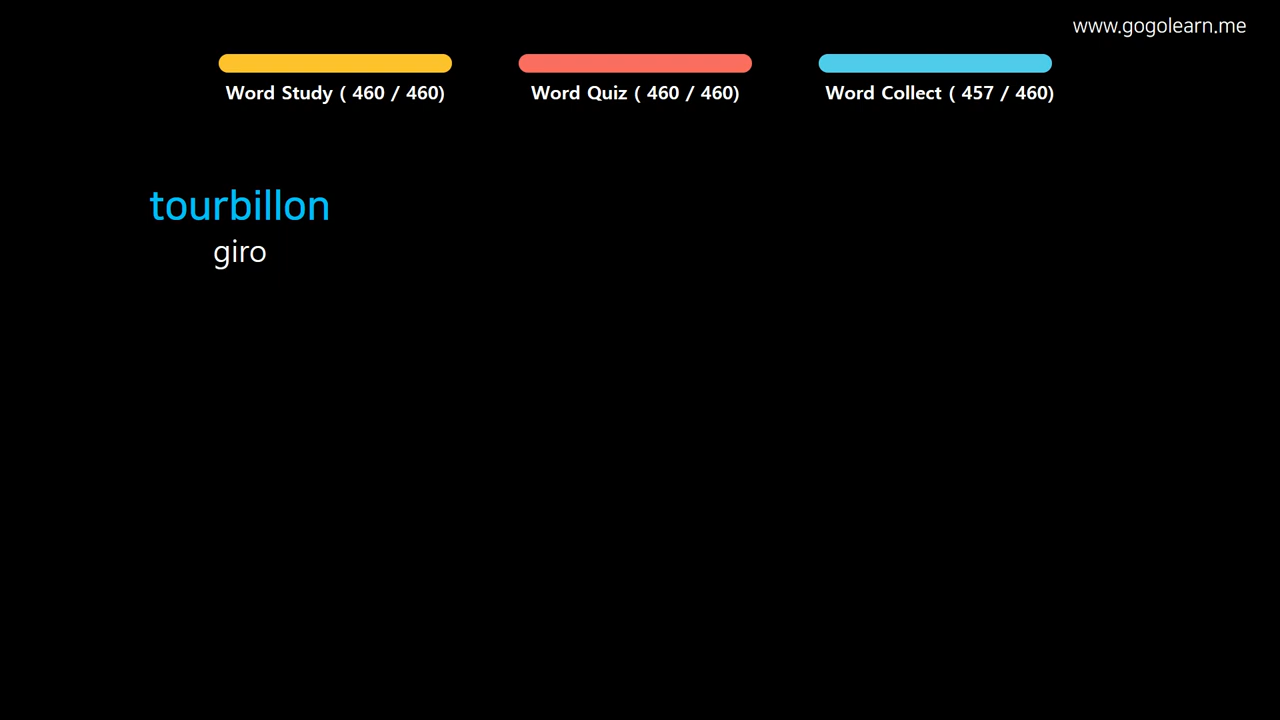 www.gogolearn.me
Word Study ( 460 / 460)
Word Quiz ( 460 / 460)
Word Collect ( 457 / 460)
tourbillon
giro